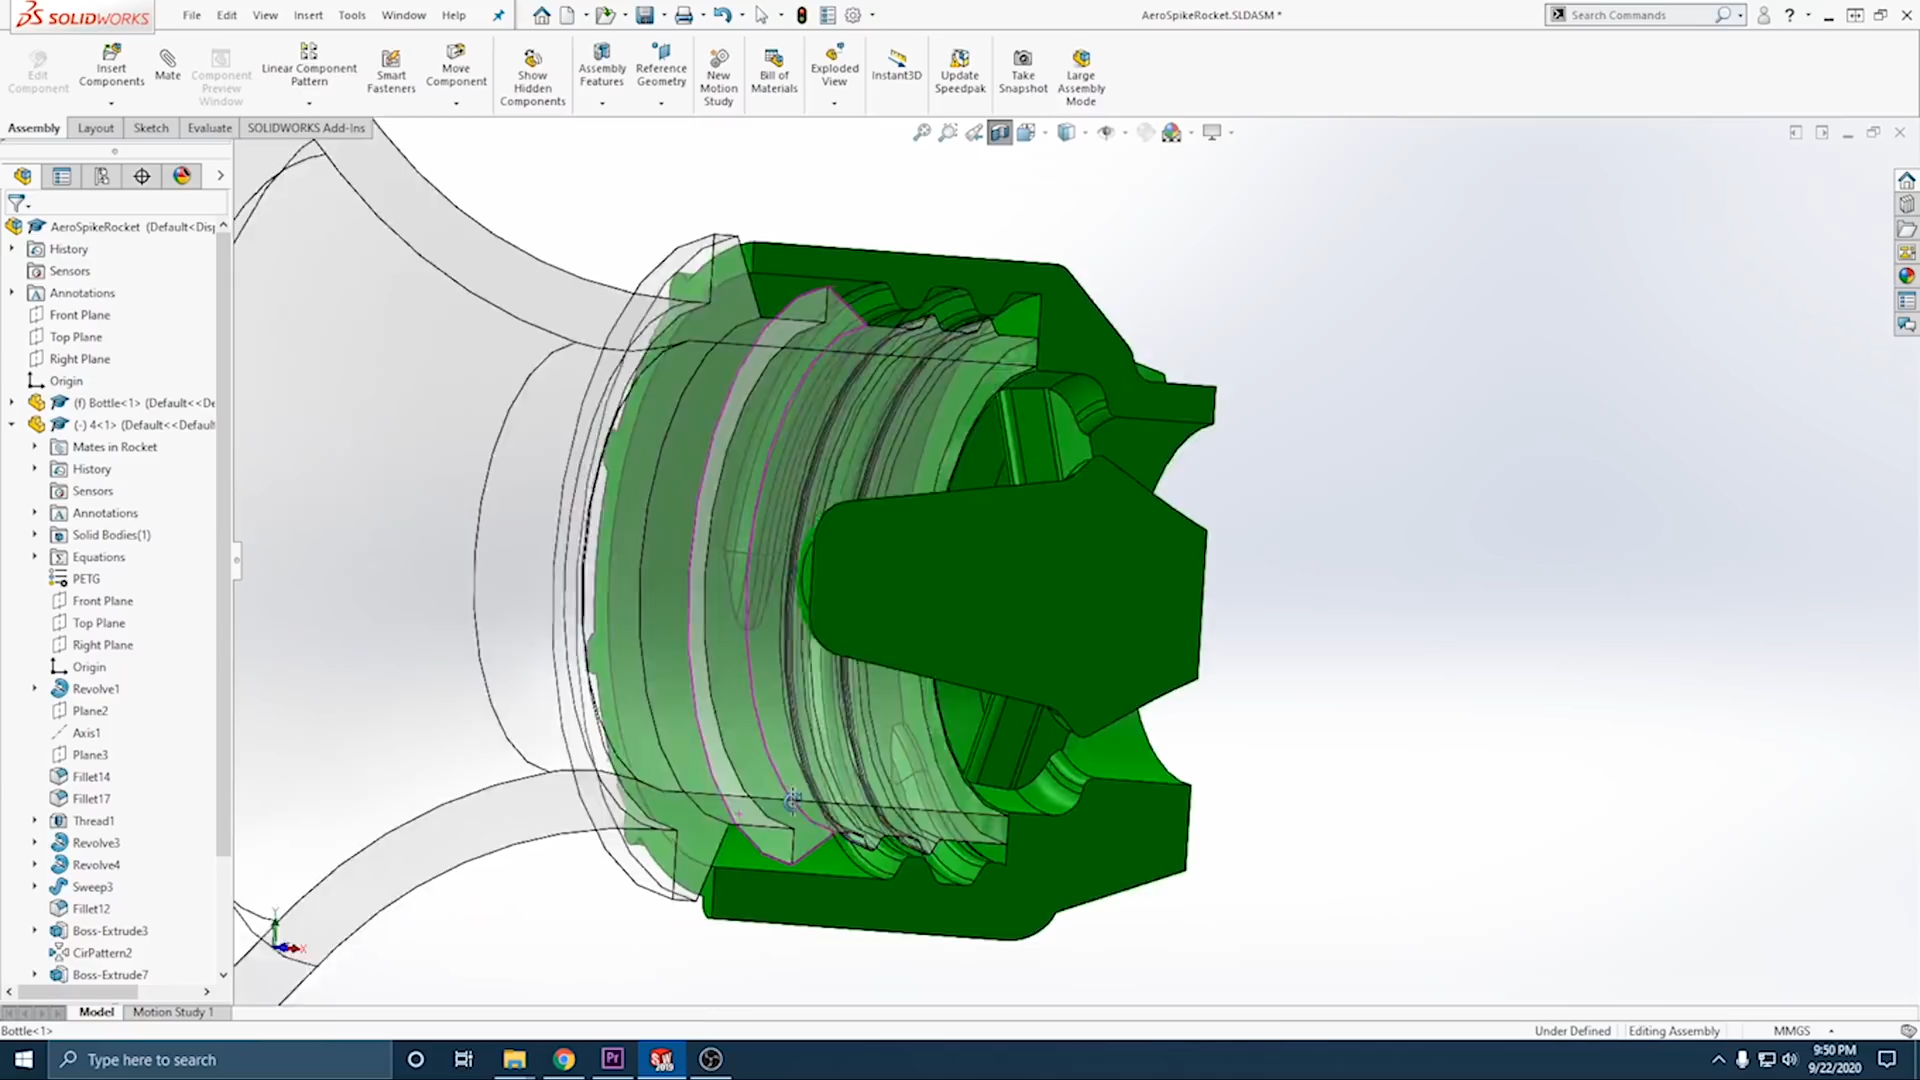 SOLIDWORKS
File Edit View Insert Tools Window Help
AeroSpikeRocket.SLDASM *
Search Commands
Edit Component
Insert Components
Mate
Component Preview Window
Linear Component Pattern
Smart Fasteners
Move Component
Show Hidden Components
Assembly Features
Reference Geometry
New Motion Study
Bill of Materials
Exploded View
Instant3D
Update Speedpak
Take Snapshot
Large Assembly Mode
Assembly Layout Sketch Evaluate SOLIDWORKS Add-Ins
AeroSpikeRocket (Default<Disp
History
Sensors
Annotations
Front Plane
Top Plane
Right Plane
Origin
(f) Bottle<1> (Default<<De
(-) 4<1> (Default<<Default
Mates in Rocket
History
Sensors
Annotations
Solid Bodies(1)
Equations
PETG
Front Plane
Top Plane
Right Plane
Origin
Revolve1
Plane2
Axis1
Plane3
Fillet14
Fillet17
Thread1
Revolve3
Revolve4
Sweep3
Fillet12
Boss-Extrude3
CirPattern2
Boss-Extrude7
Y
X
Model Motion Study 1
Bottle<1>
Under Defined Editing Assembly MMGS
Type here to search
Pr
SW 2019
9:50 PM
9/22/2020